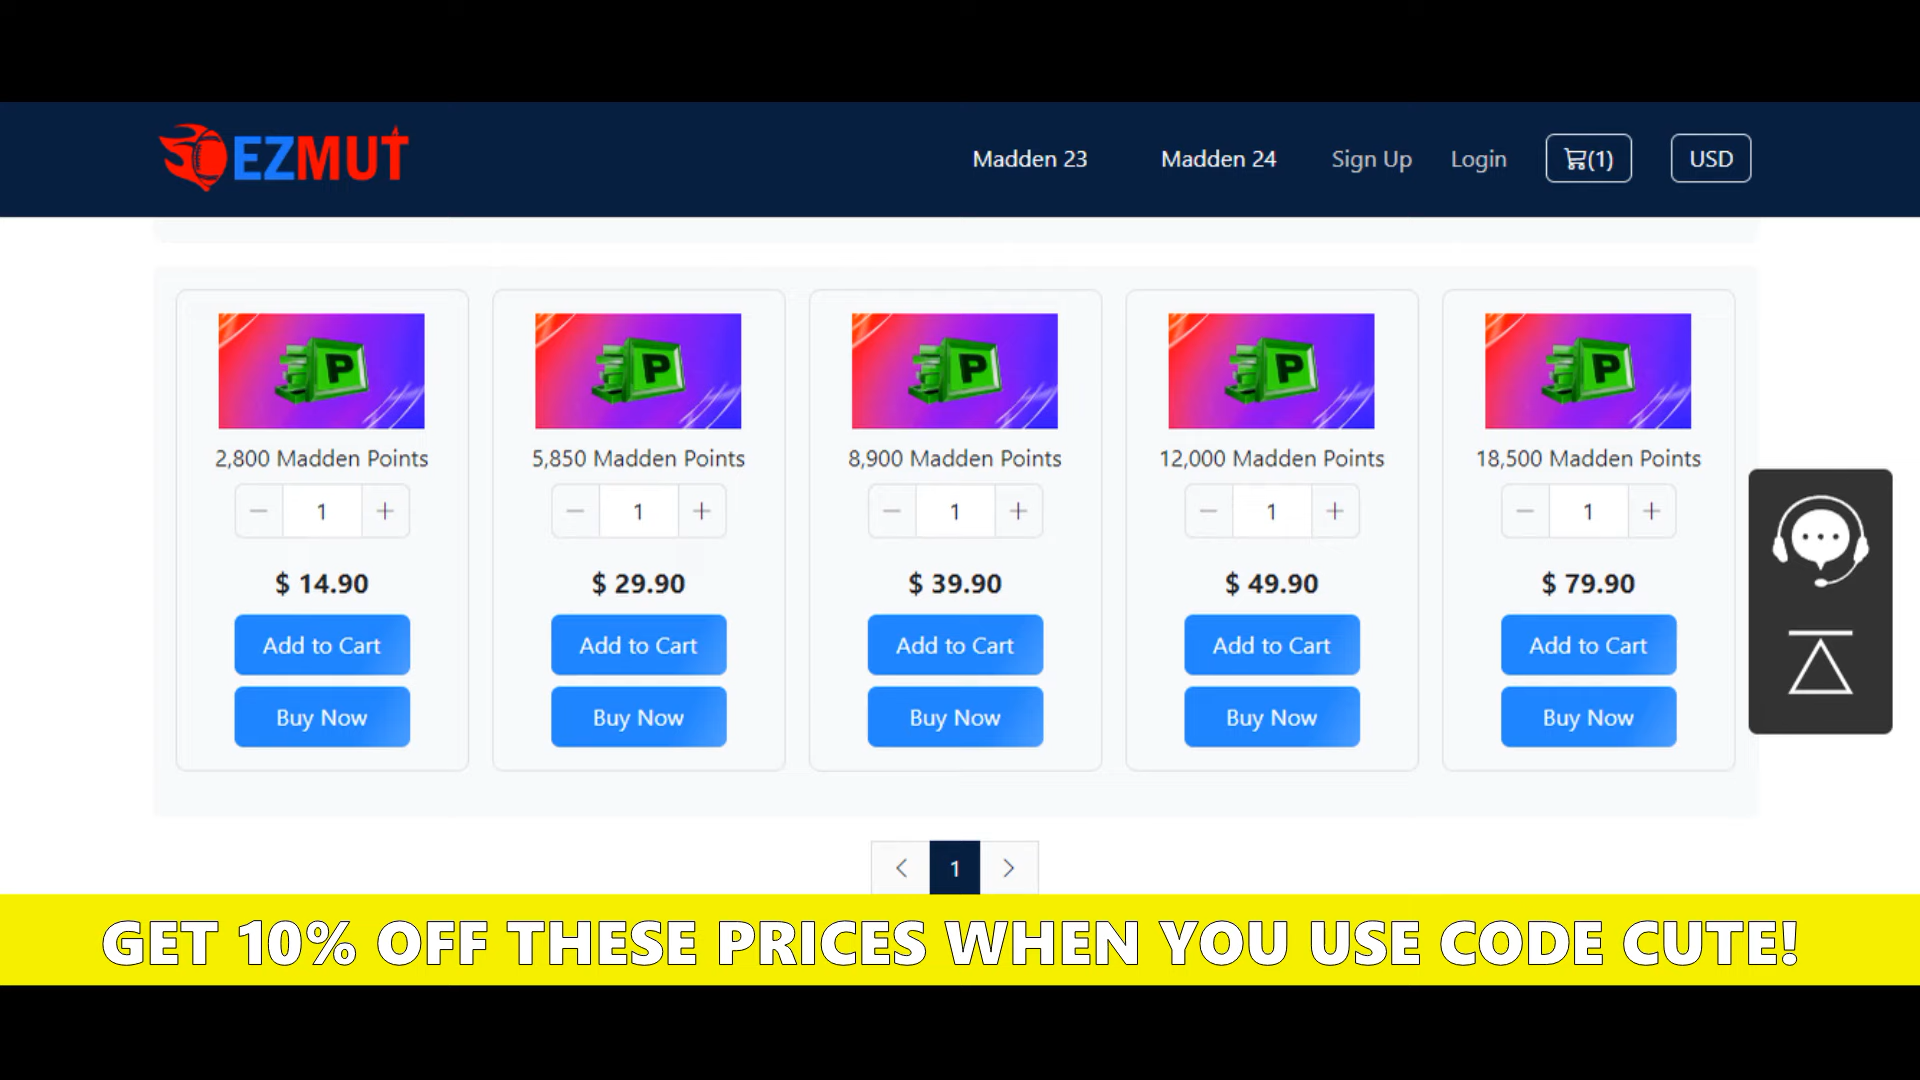 EZMUT
Madden 23
Madden 24
Sign Up
Login
(1)
USD
P
P
P
P
P
2,800 Madden Points
5,850 Madden Points
8,900 Madden Points
12,000 Madden Points
18,500 Madden Points
− 1 +
− 1 +
− 1 +
− 1 +
− 1 +
$ 14.90
$ 29.90
$ 39.90
$ 49.90
$ 79.90
Add to Cart
Add to Cart
Add to Cart
Add to Cart
Add to Cart
Buy Now
Buy Now
Buy Now
Buy Now
Buy Now
1
GET 10% OFF THESE PRICES WHEN YOU USE CODE CUTE!